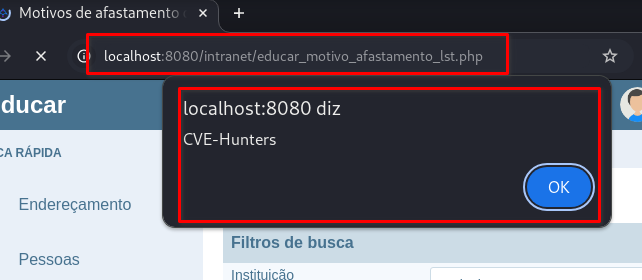 Motivos de afastamento
localhost:8080/intranet/educar_motivo_afastamento_lst.php
ducar
localhost:8080 diz
CVE-Hunters
OK
CA RÁPIDA
Endereçamento
Pessoas
Filtros de busca
Instituição